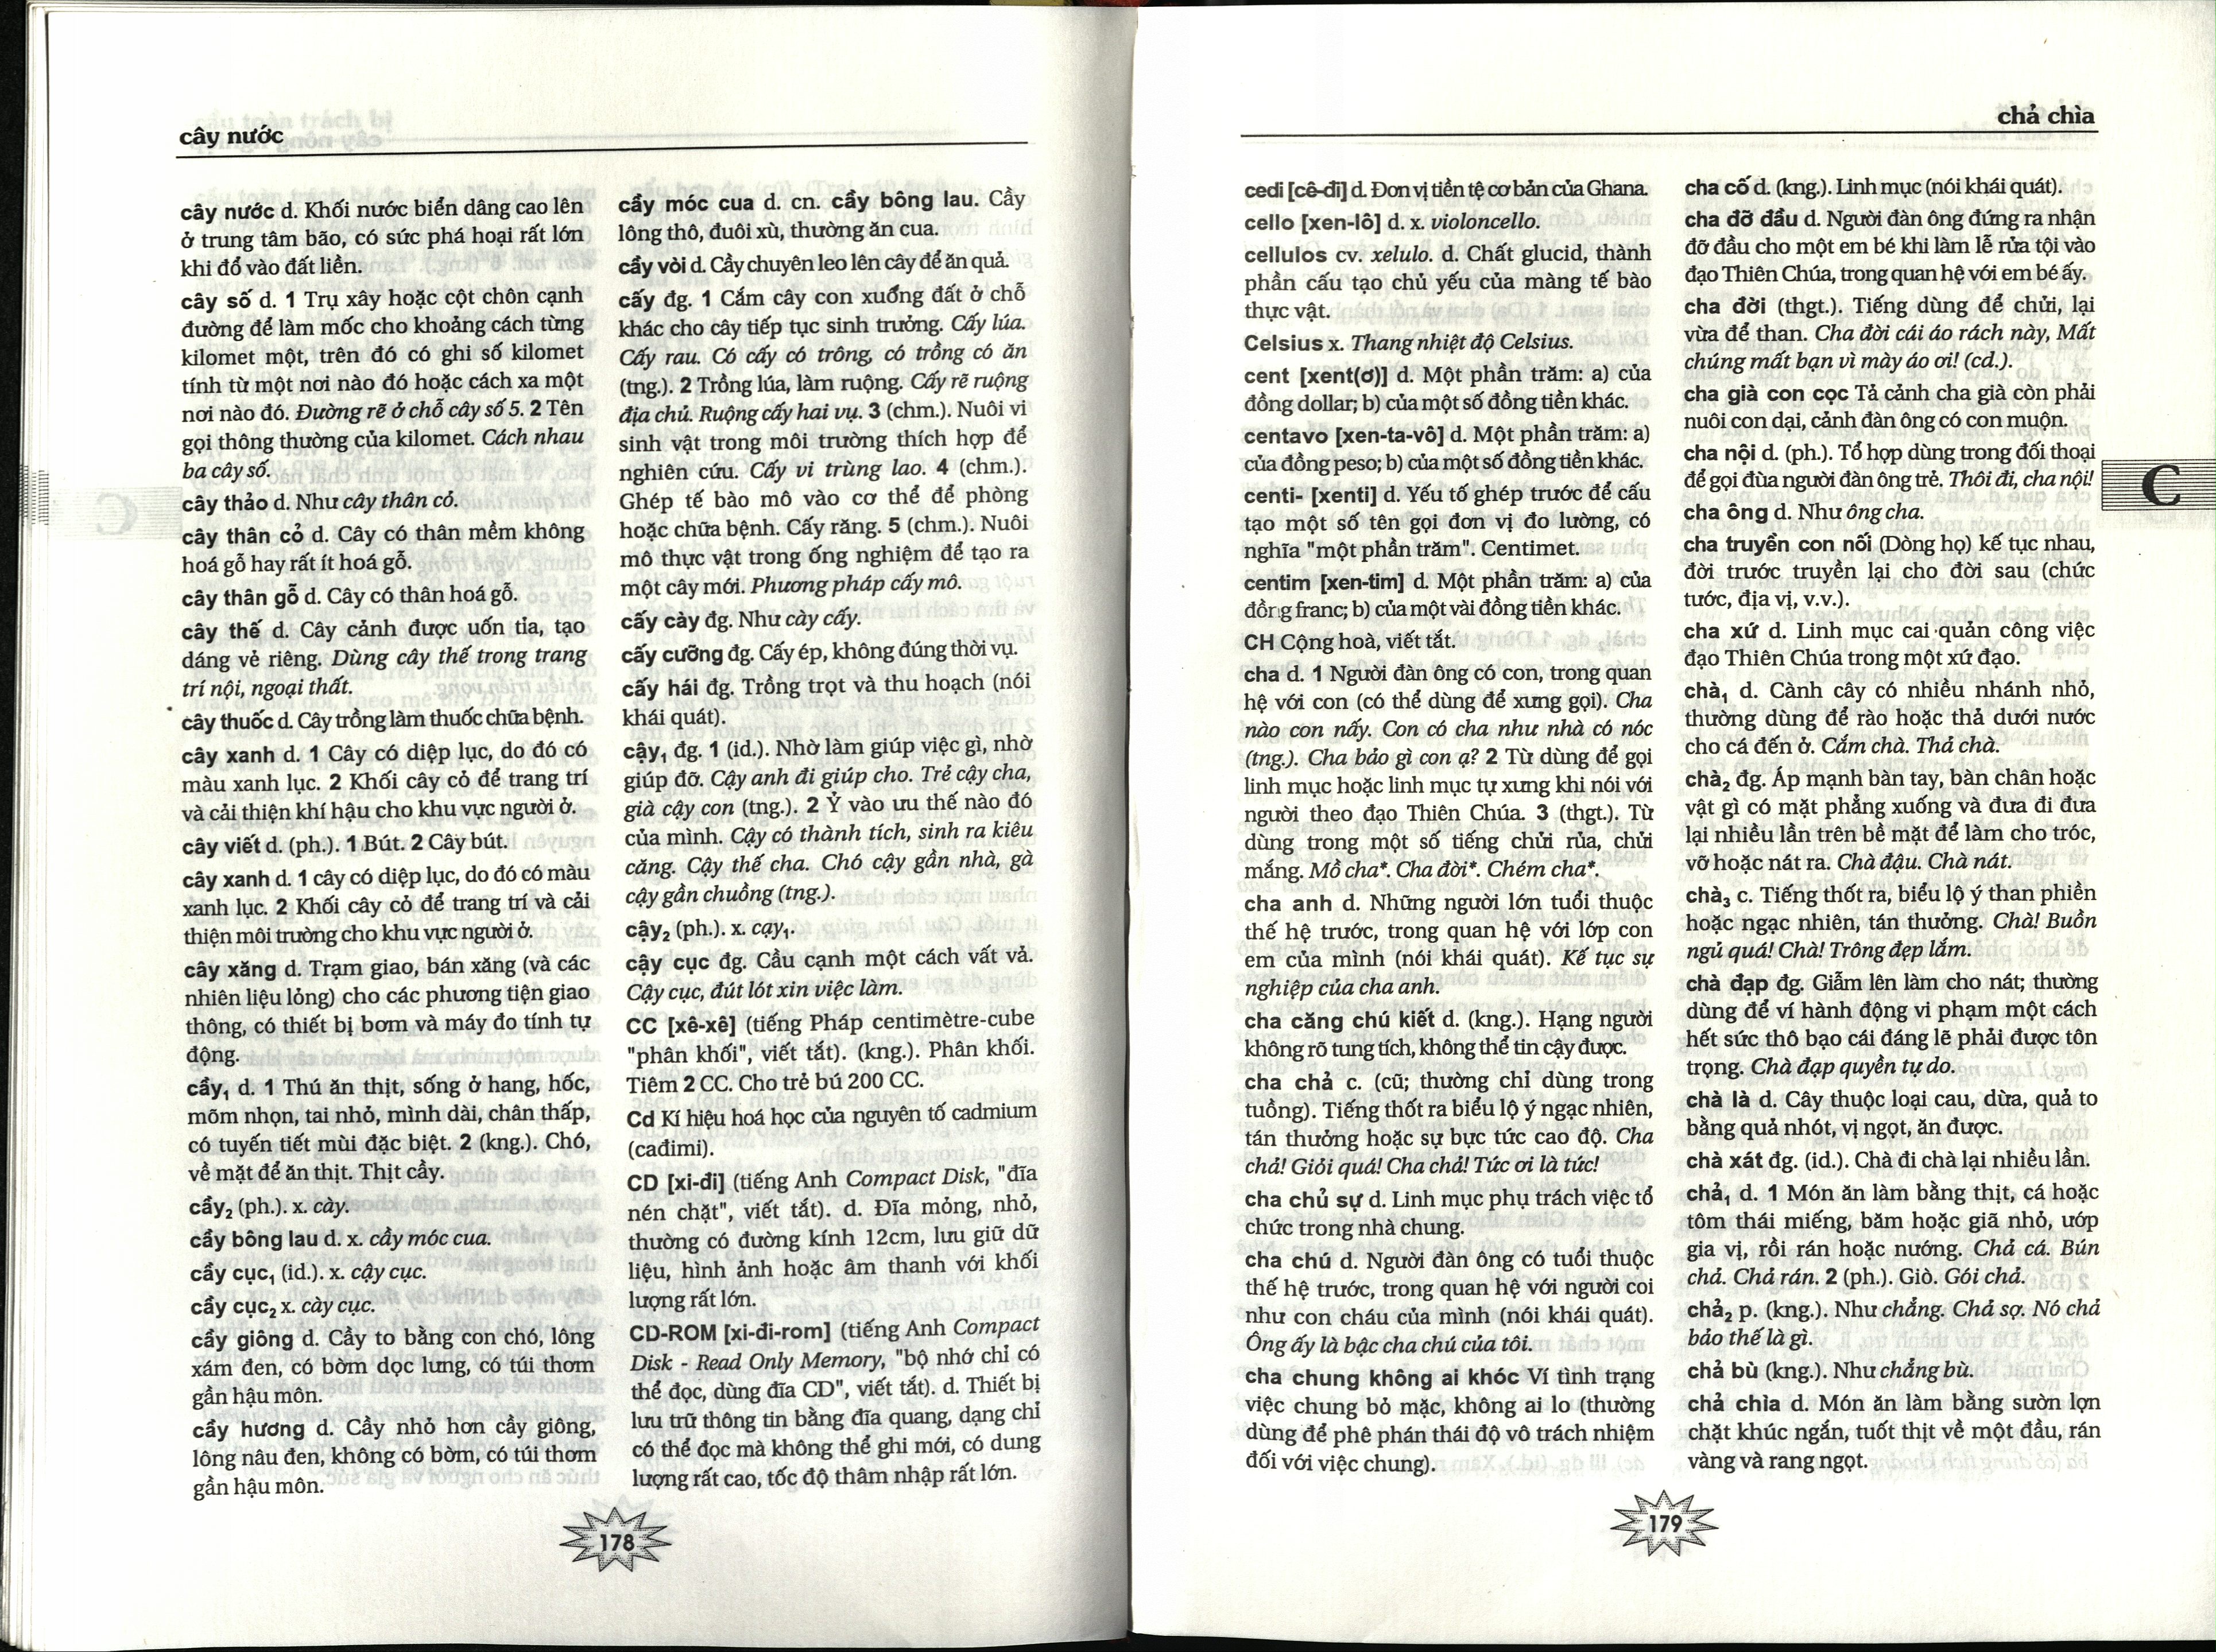 cây nước
cây nước d. Khối nước biển dâng cao lên
ở trung tâm bão, có sức phá hoại rất lớn
khi đổ vào đất liền.
cây số d. 1 Trụ xây hoặc cột chôn cạnh
đường để làm mốc cho khoảng cách từng
kilomet một, trên đó có ghi số kilomet
tính từ một nơi nào đó hoặc cách xa một
nơi nào đó. Đường rẽ ở chỗ cây số 5. 2 Tên
gọi thông thường của kilomet. Cách nhau
ba cây số.
cây thảo d. Như cây thân cỏ.
cây thân cỏ d. Cây có thân mềm không
hoá gỗ hay rất ít hoá gỗ.
cây thân gỗ d. Cây có thân hoá gỗ.
cây thế d. Cây cảnh được uốn tỉa, tạo
dáng vẻ riêng. Dùng cây thế trong trang
trí nội, ngoại thất.
cây thuốc d. Cây trồng làm thuốc chữa bệnh.
cây xanh d. 1 Cây có diệp lục, do đó có
màu xanh lục. 2 Khối cây cỏ để trang trí
và cải thiện khí hậu cho khu vực người ở.
cây viết d. (ph.). 1 Bút. 2 Cây bút.
cây xanh d. 1 cây có diệp lục, do đó có màu
xanh lục. 2 Khối cây cỏ để trang trí và cải
thiện môi trường cho khu vực người ở.
cây xăng d. Trạm giao, bán xăng (và các
nhiên liệu lỏng) cho các phương tiện giao
thông, có thiết bị bơm và máy đo tính tự
động.
cầy₁ d. 1 Thú ăn thịt, sống ở hang, hốc,
mõm nhọn, tai nhỏ, mình dài, chân thấp,
có tuyến tiết mùi đặc biệt. 2 (kng.). Chó,
về mặt để ăn thịt. Thịt cầy.
cầy₂ (ph.). x. cày.
cầy bông lau d. x. cầy móc cua.
cầy cục₁ (id.). x. cậy cục.
cầy cục₂ x. cày cục.
cầy giông d. Cầy to bằng con chó, lông
xám đen, có bờm dọc lưng, có túi thơm
gần hậu môn.
cầy hương d. Cầy nhỏ hơn cầy giông,
lông nâu đen, không có bờm, có túi thơm
gần hậu môn.
cầy móc cua d. cn. cầy bông lau. Cầy
lông thô, đuôi xù, thường ăn cua.
cầy vòi d. Cầy chuyên leo lên cây để ăn quả.
cấy đg. 1 Cắm cây con xuống đất ở chỗ
khác cho cây tiếp tục sinh trưởng. Cấy lúa.
Cấy rau. Có cấy có trông, có trồng có ăn
(tng.). 2 Trồng lúa, làm ruộng. Cấy rẽ ruộng
địa chủ. Ruộng cấy hai vụ. 3 (chm.). Nuôi vi
sinh vật trong môi trường thích hợp để
nghiên cứu. Cấy vi trùng lao. 4 (chm.).
Ghép tế bào mô vào cơ thể để phòng
hoặc chữa bệnh. Cấy răng. 5 (chm.). Nuôi
mô thực vật trong ống nghiệm để tạo ra
một cây mới. Phương pháp cấy mô.
cấy cày đg. Như cày cấy.
cấy cưỡng đg. Cấy ép, không đúng thời vụ.
cấy hái đg. Trồng trọt và thu hoạch (nói
khái quát).
cậy₁ đg. 1 (id.). Nhờ làm giúp việc gì, nhờ
giúp đỡ. Cậy anh đi giúp cho. Trẻ cậy cha,
già cậy con (tng.). 2 Ỷ vào ưu thế nào đó
của mình. Cậy có thành tích, sinh ra kiêu
căng. Cậy thế cha. Chó cậy gần nhà, gà
cậy gần chuồng (tng.).
cậy₂ (ph.). x. cạy₁.
cậy cục đg. Cầu cạnh một cách vất vả.
Cậy cục, đút lót xin việc làm.
CC [xê-xê] (tiếng Pháp centimètre-cube
"phân khối", viết tắt). (kng.). Phân khối.
Tiêm 2 CC. Cho trẻ bú 200 CC.
Cd Kí hiệu hoá học của nguyên tố cadmium
(cađimi).
CD [xi-đi] (tiếng Anh Compact Disk, "đĩa
nén chặt", viết tắt). d. Đĩa mỏng, nhỏ,
thường có đường kính 12cm, lưu giữ dữ
liệu, hình ảnh hoặc âm thanh với khối
lượng rất lớn.
CD-ROM [xi-đi-rom] (tiếng Anh Compact
Disk - Read Only Memory, "bộ nhớ chỉ có
thể đọc, dùng đĩa CD", viết tắt). d. Thiết bị
lưu trữ thông tin bằng đĩa quang, dạng chỉ
có thể đọc mà không thể ghi mới, có dung
lượng rất cao, tốc độ thâm nhập rất lớn.
178
chả chìa
cedi [cê-đi] d. Đơn vị tiền tệ cơ bản của Ghana.
cello [xen-lô] d. x. violoncello.
cellulos cv. xelulo. d. Chất glucid, thành
phần cấu tạo chủ yếu của màng tế bào
thực vật.
Celsius x. Thang nhiệt độ Celsius.
cent [xent(ơ)] d. Một phần trăm: a) của
đồng dollar; b) của một số đồng tiền khác.
centavo [xen-ta-vô] d. Một phần trăm: a)
của đồng peso; b) của một số đồng tiền khác.
centi- [xenti] d. Yếu tố ghép trước để cấu
tạo một số tên gọi đơn vị đo lường, có
nghĩa "một phần trăm". Centimet.
centim [xen-tim] d. Một phần trăm: a) của
đồng franc; b) của một vài đồng tiền khác.
CH Cộng hoà, viết tắt.
cha d. 1 Người đàn ông có con, trong quan
hệ với con (có thể dùng để xưng gọi). Cha
nào con nấy. Con có cha như nhà có nóc
(tng.). Cha bảo gì con ạ? 2 Từ dùng để gọi
linh mục hoặc linh mục tự xưng khi nói với
người theo đạo Thiên Chúa. 3 (thgt.). Từ
dùng trong một số tiếng chửi rủa, chửi
mắng. Mồ cha*. Cha đời*. Chém cha*.
cha anh d. Những người lớn tuổi thuộc
thế hệ trước, trong quan hệ với lớp con
em của mình (nói khái quát). Kế tục sự
nghiệp của cha anh.
cha căng chú kiết d. (kng.). Hạng người
không rõ tung tích, không thể tin cậy được.
cha chả c. (cũ; thường chỉ dùng trong
tuồng). Tiếng thốt ra biểu lộ ý ngạc nhiên,
tán thưởng hoặc sự bực tức cao độ. Cha
chả! Giỏi quá! Cha chả! Tức ơi là tức!
cha chủ sự d. Linh mục phụ trách việc tổ
chức trong nhà chung.
cha chú d. Người đàn ông có tuổi thuộc
thế hệ trước, trong quan hệ với người coi
như con cháu của mình (nói khái quát).
Ông ấy là bậc cha chú của tôi.
cha chung không ai khóc Ví tình trạng
việc chung bỏ mặc, không ai lo (thường
dùng để phê phán thái độ vô trách nhiệm
đối với việc chung).
cha cố d. (kng.). Linh mục (nói khái quát).
cha đỡ đầu d. Người đàn ông đứng ra nhận
đỡ đầu cho một em bé khi làm lễ rửa tội vào
đạo Thiên Chúa, trong quan hệ với em bé ấy.
cha đời (thgt.). Tiếng dùng để chửi, lại
vừa để than. Cha đời cái áo rách này, Mất
chúng mất bạn vì mày áo ơi! (cd.).
cha già con cọc Tả cảnh cha già còn phải
nuôi con dại, cảnh đàn ông có con muộn.
cha nội d. (ph.). Tổ hợp dùng trong đối thoại
để gọi đùa người đàn ông trẻ. Thôi đi, cha nội!
cha ông d. Như ông cha.
cha truyền con nối (Dòng họ) kế tục nhau,
đời trước truyền lại cho đời sau (chức
tước, địa vị, v.v.).
cha xứ d. Linh mục cai quản công việc
đạo Thiên Chúa trong một xứ đạo.
chà₁ d. Cành cây có nhiều nhánh nhỏ,
thường dùng để rào hoặc thả dưới nước
cho cá đến ở. Cắm chà. Thả chà.
chà₂ đg. Áp mạnh bàn tay, bàn chân hoặc
vật gì có mặt phẳng xuống và đưa đi đưa
lại nhiều lần trên bề mặt để làm cho tróc,
vỡ hoặc nát ra. Chà đậu. Chà nát.
chà₃ c. Tiếng thốt ra, biểu lộ ý than phiền
hoặc ngạc nhiên, tán thưởng. Chà! Buồn
ngủ quá! Chà! Trông đẹp lắm.
chà đạp đg. Giẫm lên làm cho nát; thường
dùng để ví hành động vi phạm một cách
hết sức thô bạo cái đáng lẽ phải được tôn
trọng. Chà đạp quyền tự do.
chà là d. Cây thuộc loại cau, dừa, quả to
bằng quả nhót, vị ngọt, ăn được.
chà xát đg. (id.). Chà đi chà lại nhiều lần.
chả₁ d. 1 Món ăn làm bằng thịt, cá hoặc
tôm thái miếng, băm hoặc giã nhỏ, ướp
gia vị, rồi rán hoặc nướng. Chả cá. Bún
chả. Chả rán. 2 (ph.). Giò. Gói chả.
chả₂ p. (kng.). Như chẳng. Chả sợ. Nó chả
bảo thế là gì.
chả bù (kng.). Như chẳng bù.
chả chìa d. Món ăn làm bằng sườn lợn
chặt khúc ngắn, tuốt thịt về một đầu, rán
vàng và rang ngọt.
C
179